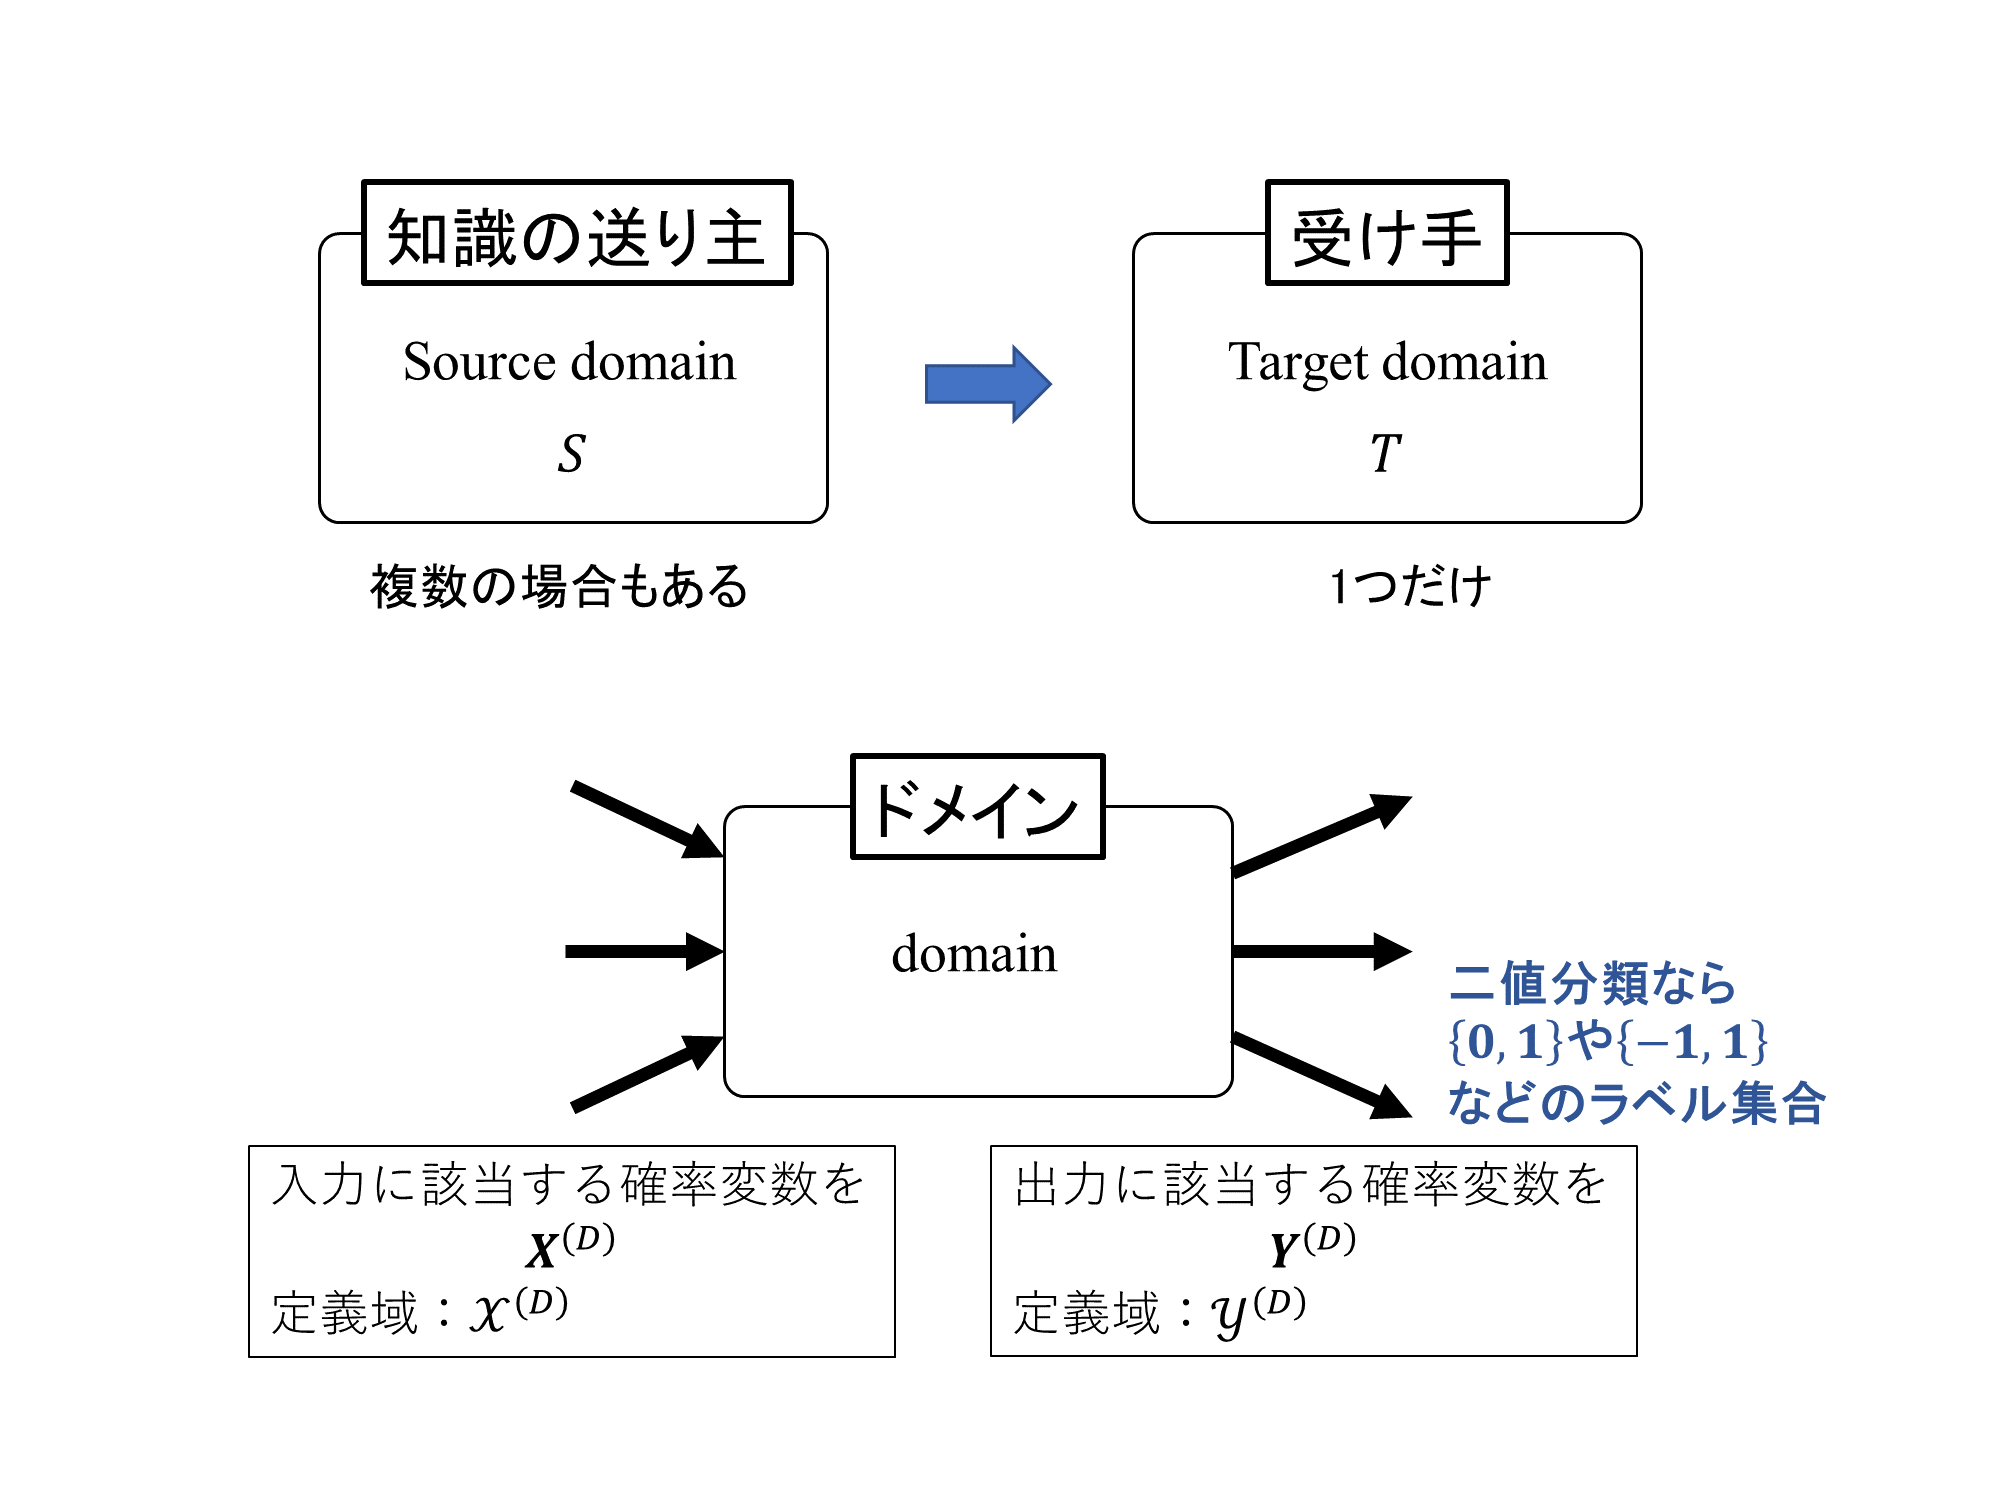 知識の送り主
Source domain
S
複数の場合もある
受け手
Target domain
T
1つだけ
ドメイン
domain
二値分類なら
{0, 1}や{−1, 1}
などのラベル集合
入力に該当する確率変数を
X^(D)
定義域：𝒳^(D)
出力に該当する確率変数を
Y^(D)
定義域：𝒴^(D)